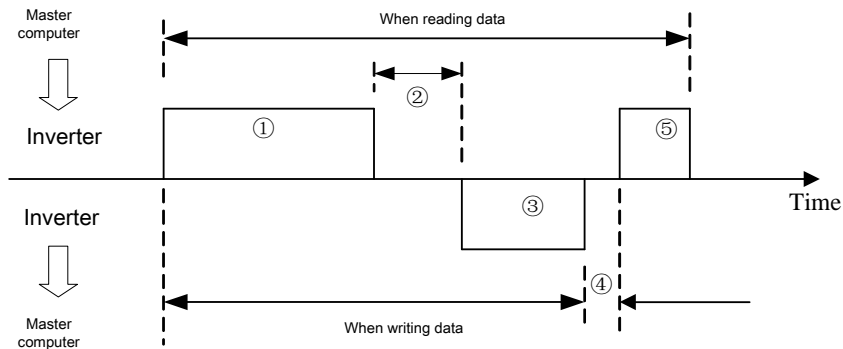 Master
computer
When reading data
②
Inverter
①
⑤
Time
Inverter
③
④
When writing data
Master
computer